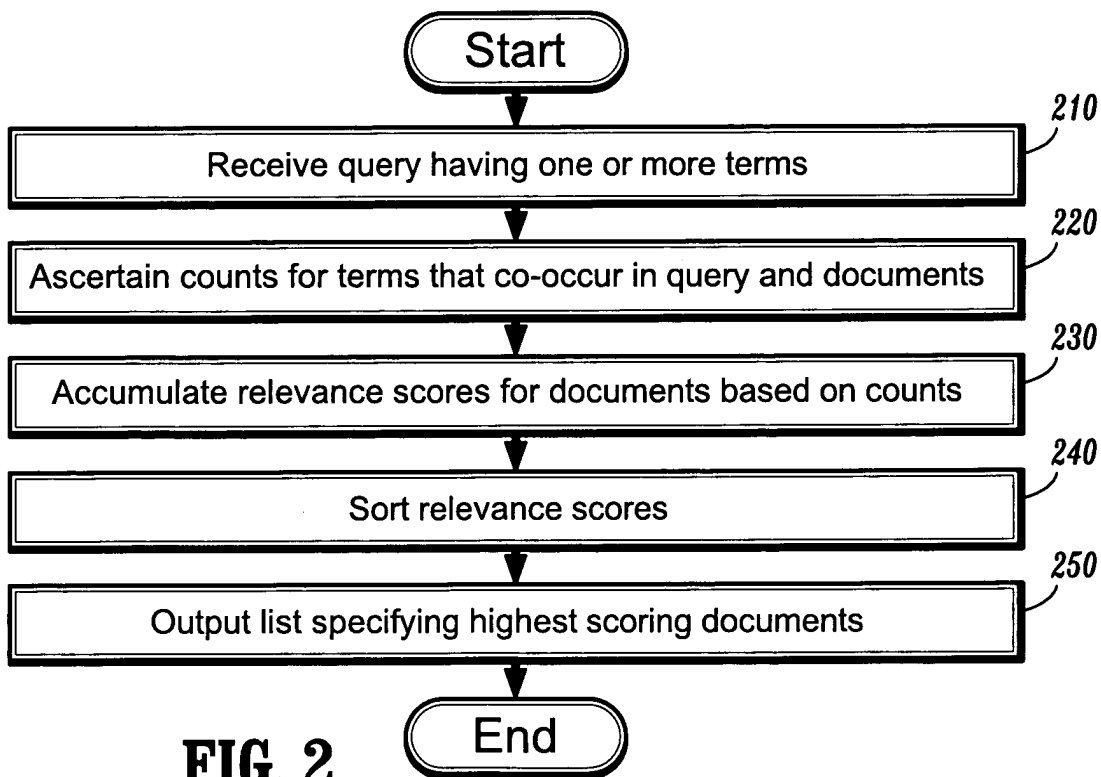 Start
210
Receive query having one or more terms
220
Ascertain counts for terms that co-occur in query and documents
230
Accumulate relevance scores for documents based on counts
240
Sort relevance scores
250
Output list specifying highest scoring documents
End
FIG. 2